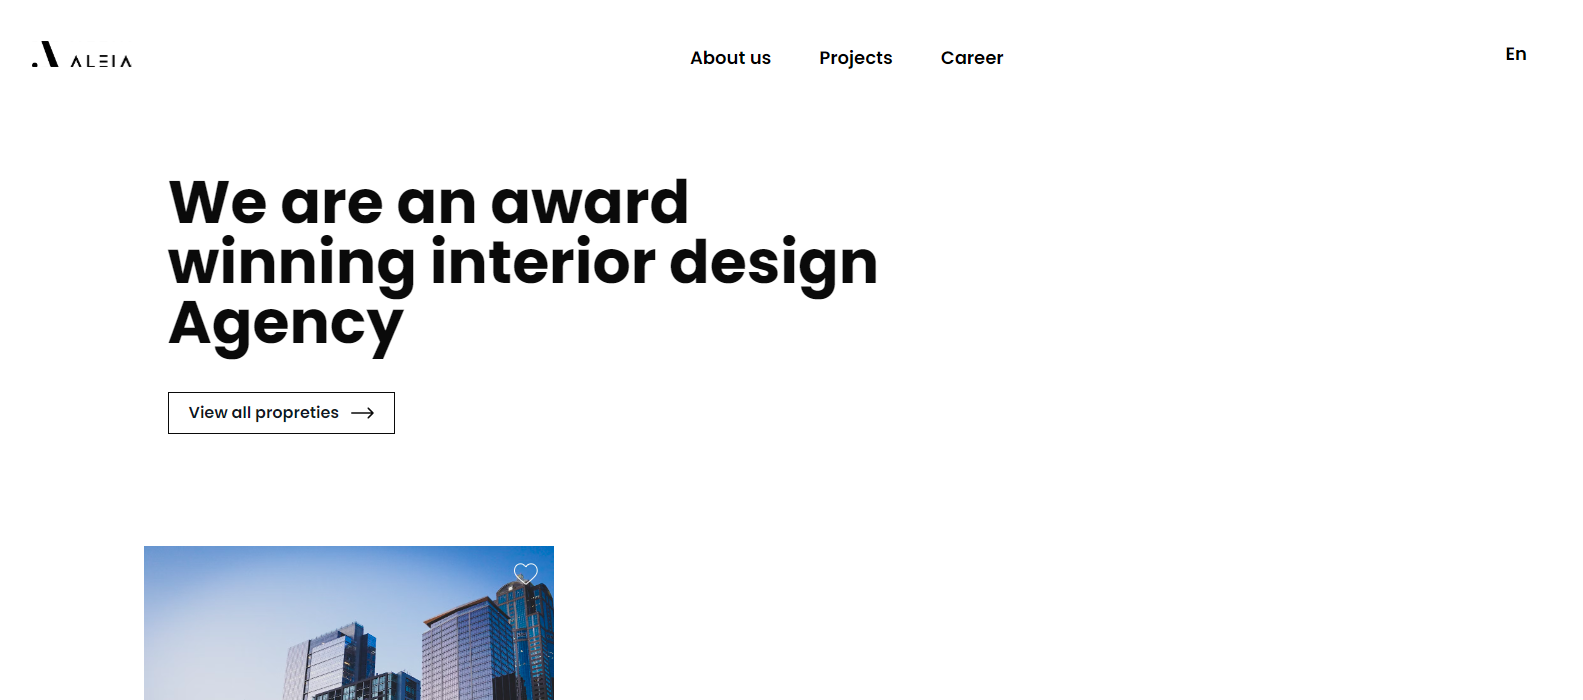 ALEIA
About us Projects Career
En
We are an award
winning interior design
Agency
View all propreties